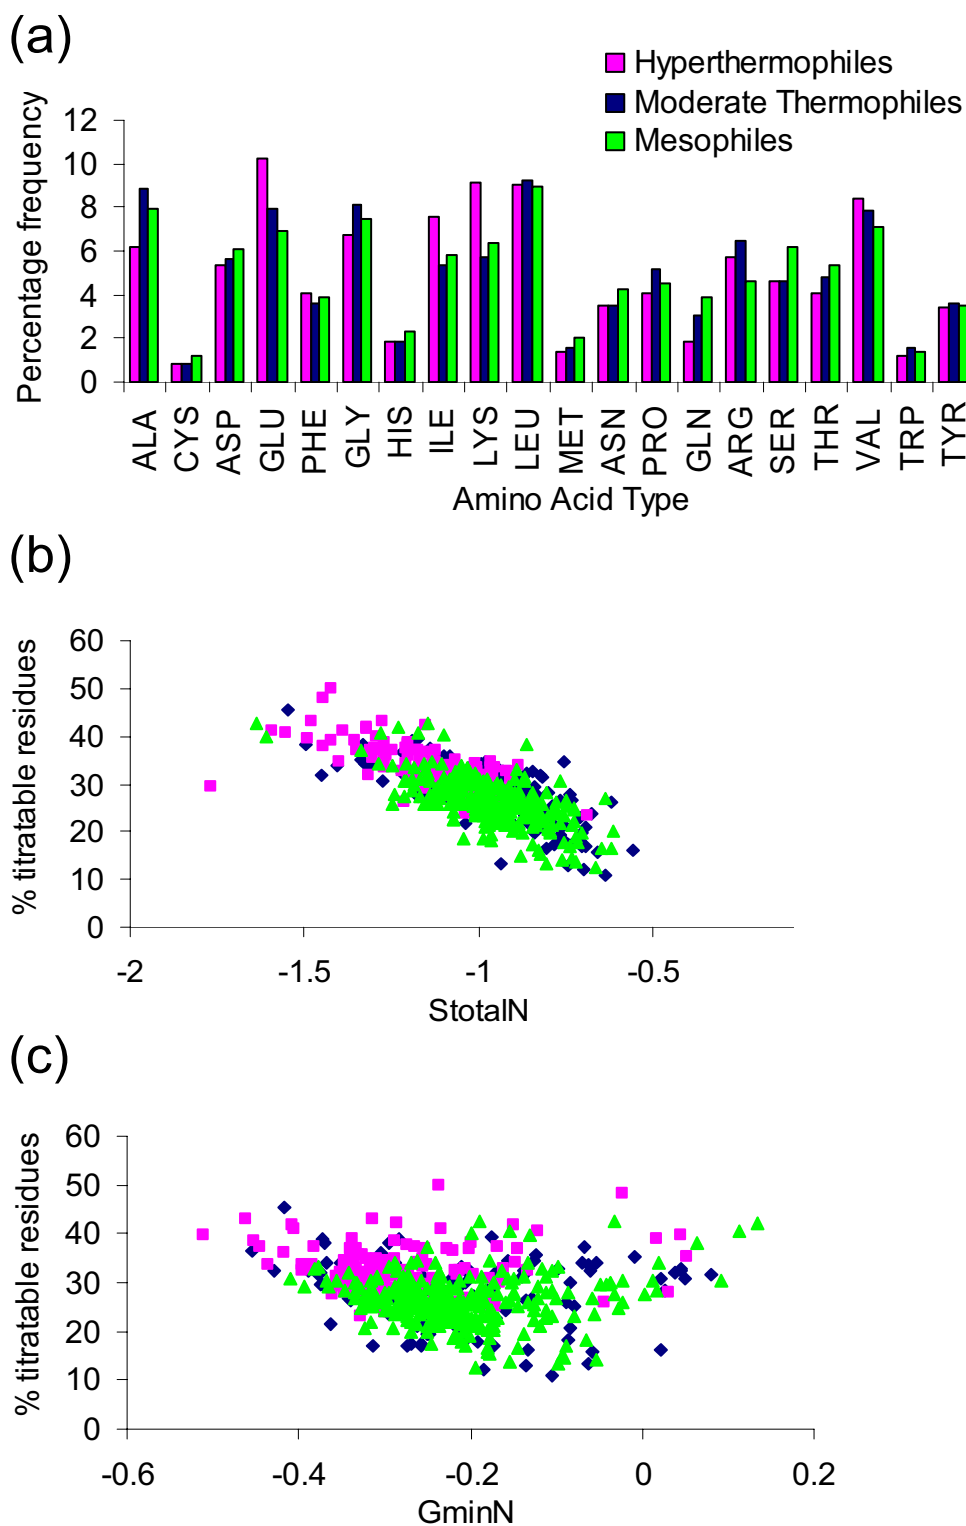 (a)
Hyperthermophiles
Moderate Thermophiles
Mesophiles
Percentage frequency
12
10
8
6
4
2
0
ALA CYS ASP GLU PHE GLY HIS ILE LYS LEU MET ASN PRO GLN ARG SER THR VAL TRP TYR
Amino Acid Type
(b)
% titratable residues
60
50
40
30
20
10
0
-2 -1.5 -1 -0.5
StotalN
(c)
% titratable residues
60
50
40
30
20
10
0
-0.6 -0.4 -0.2 0 0.2
GminN